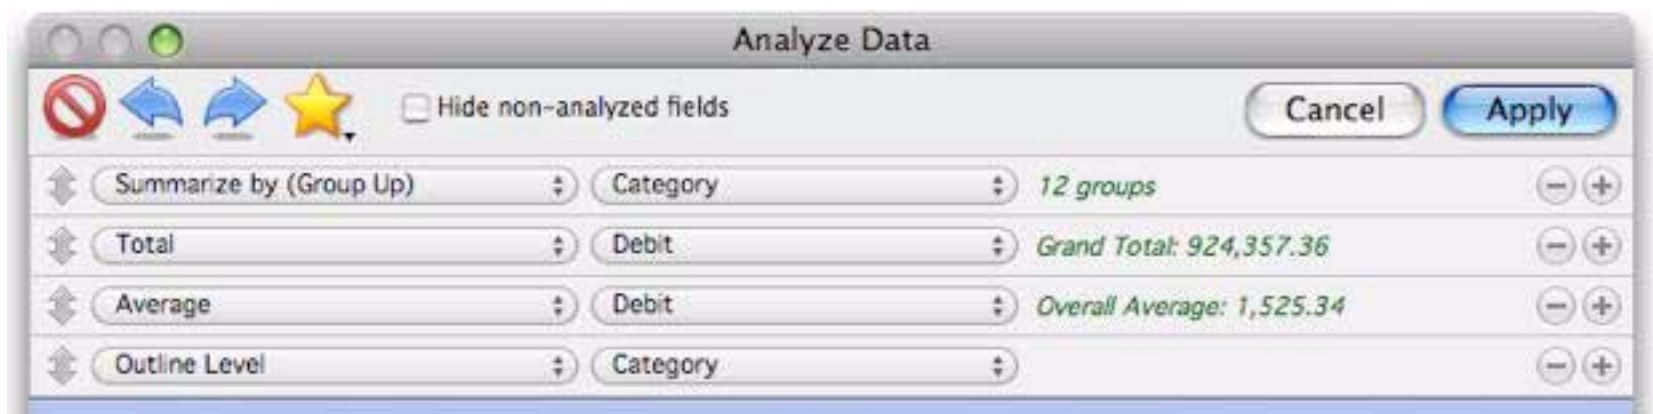 Analyze Data
Hide non-analyzed fields Cancel Apply
Summarize by (Group Up) Category 12 groups
Total Debit Grand Total: 924,357.36
Average Debit Overall Average: 1,525.34
Outline Level Category